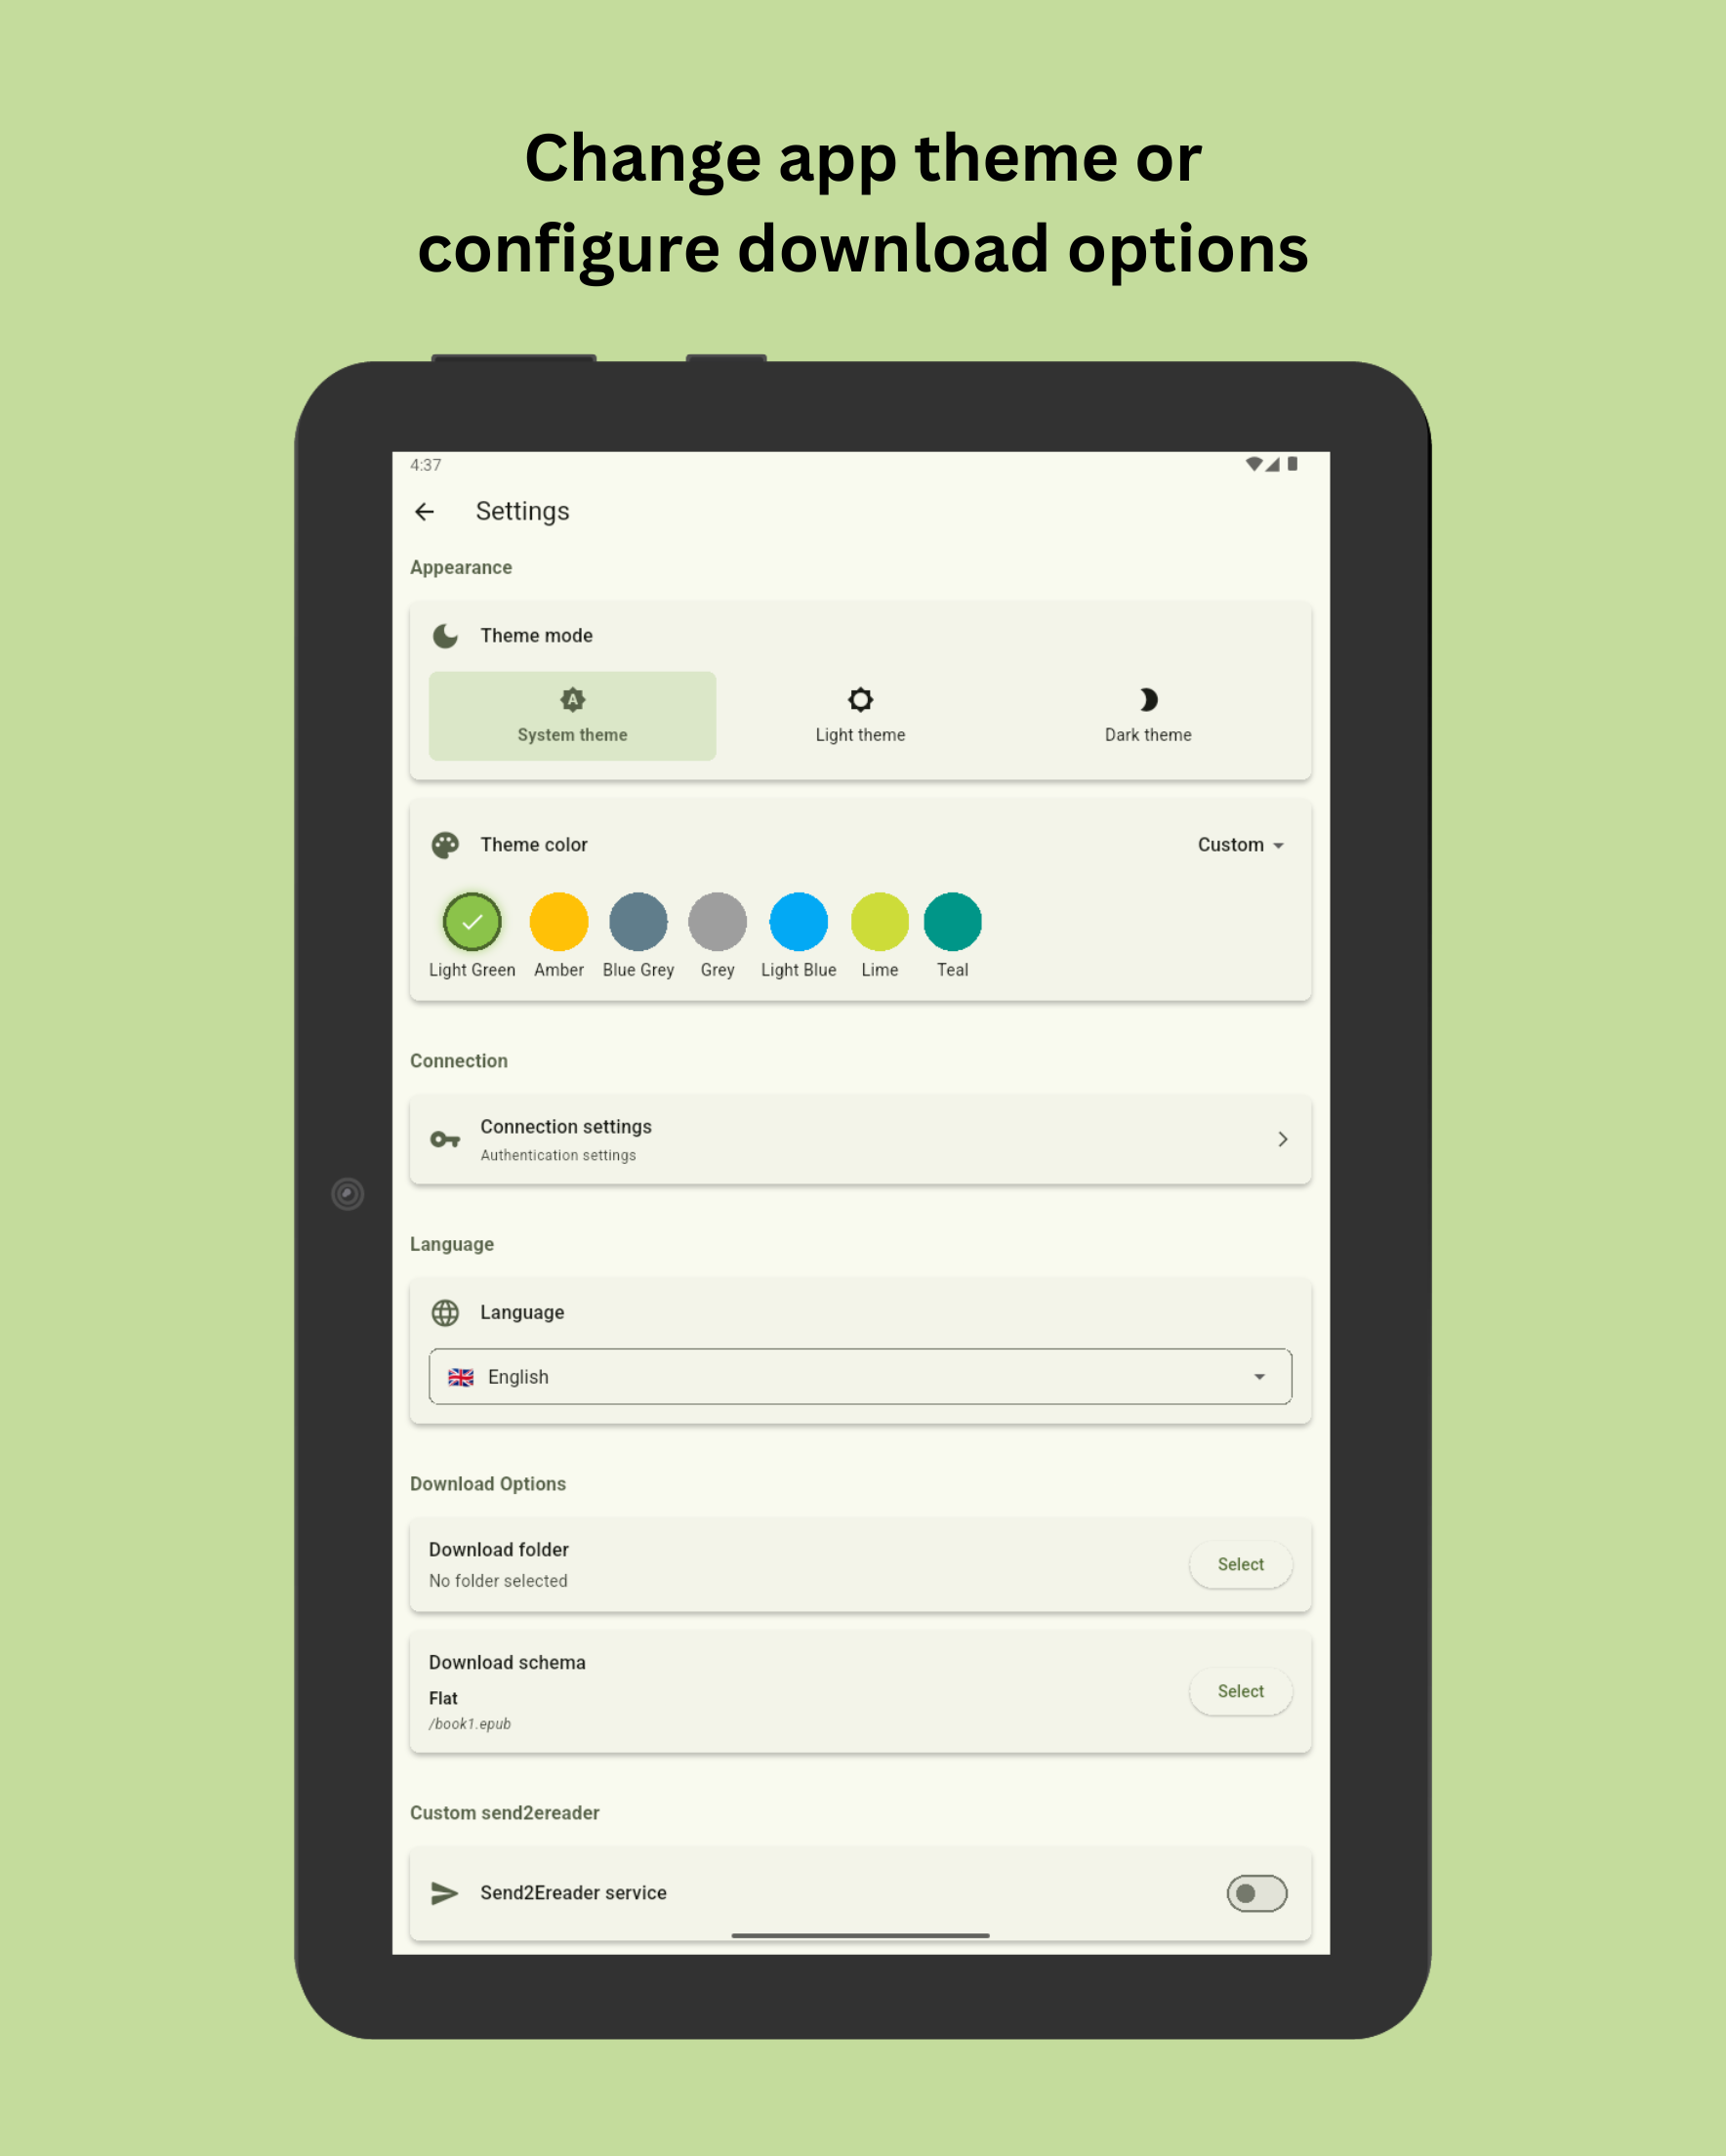 Change app theme or
configure download options
4:37
Settings
Appearance
Theme mode
A
System theme
Light theme
Dark theme
Theme color
Custom
Light Green
Amber
Blue Grey
Grey
Light Blue
Lime
Teal
Connection
Connection settings
Authentication settings
Language
Language
English
Download Options
Download folder
No folder selected
Select
Download schema
Flat
/book1.epub
Select
Custom send2ereader
Send2Ereader service